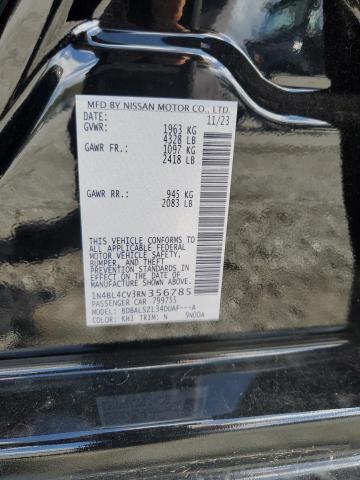 MFD BY NISSAN MOTOR CO., LTD.
DATE: 11/23
GVWR: 1963 KG
4328 LB
GAWR FR.: 1097 KG
2418 LB
GAWR RR.: 945 KG
2083 LB
THIS VEHICLE CONFORMS TO
ALL APPLICABLE FEDERAL
MOTOR VEHICLE SAFETY,
BUMPER, AND THEFT
PREVENTION STANDARDS IN
EFFECT ON THE DATE OF
MANUFACTURE SHOWN ABOVE.
1N4BL4CV3RN356785
PASSENGER CAR 799755
MODEL: BDBALSZL34DUAF---A
COLOR: KH3 TRIM: N 9N00A